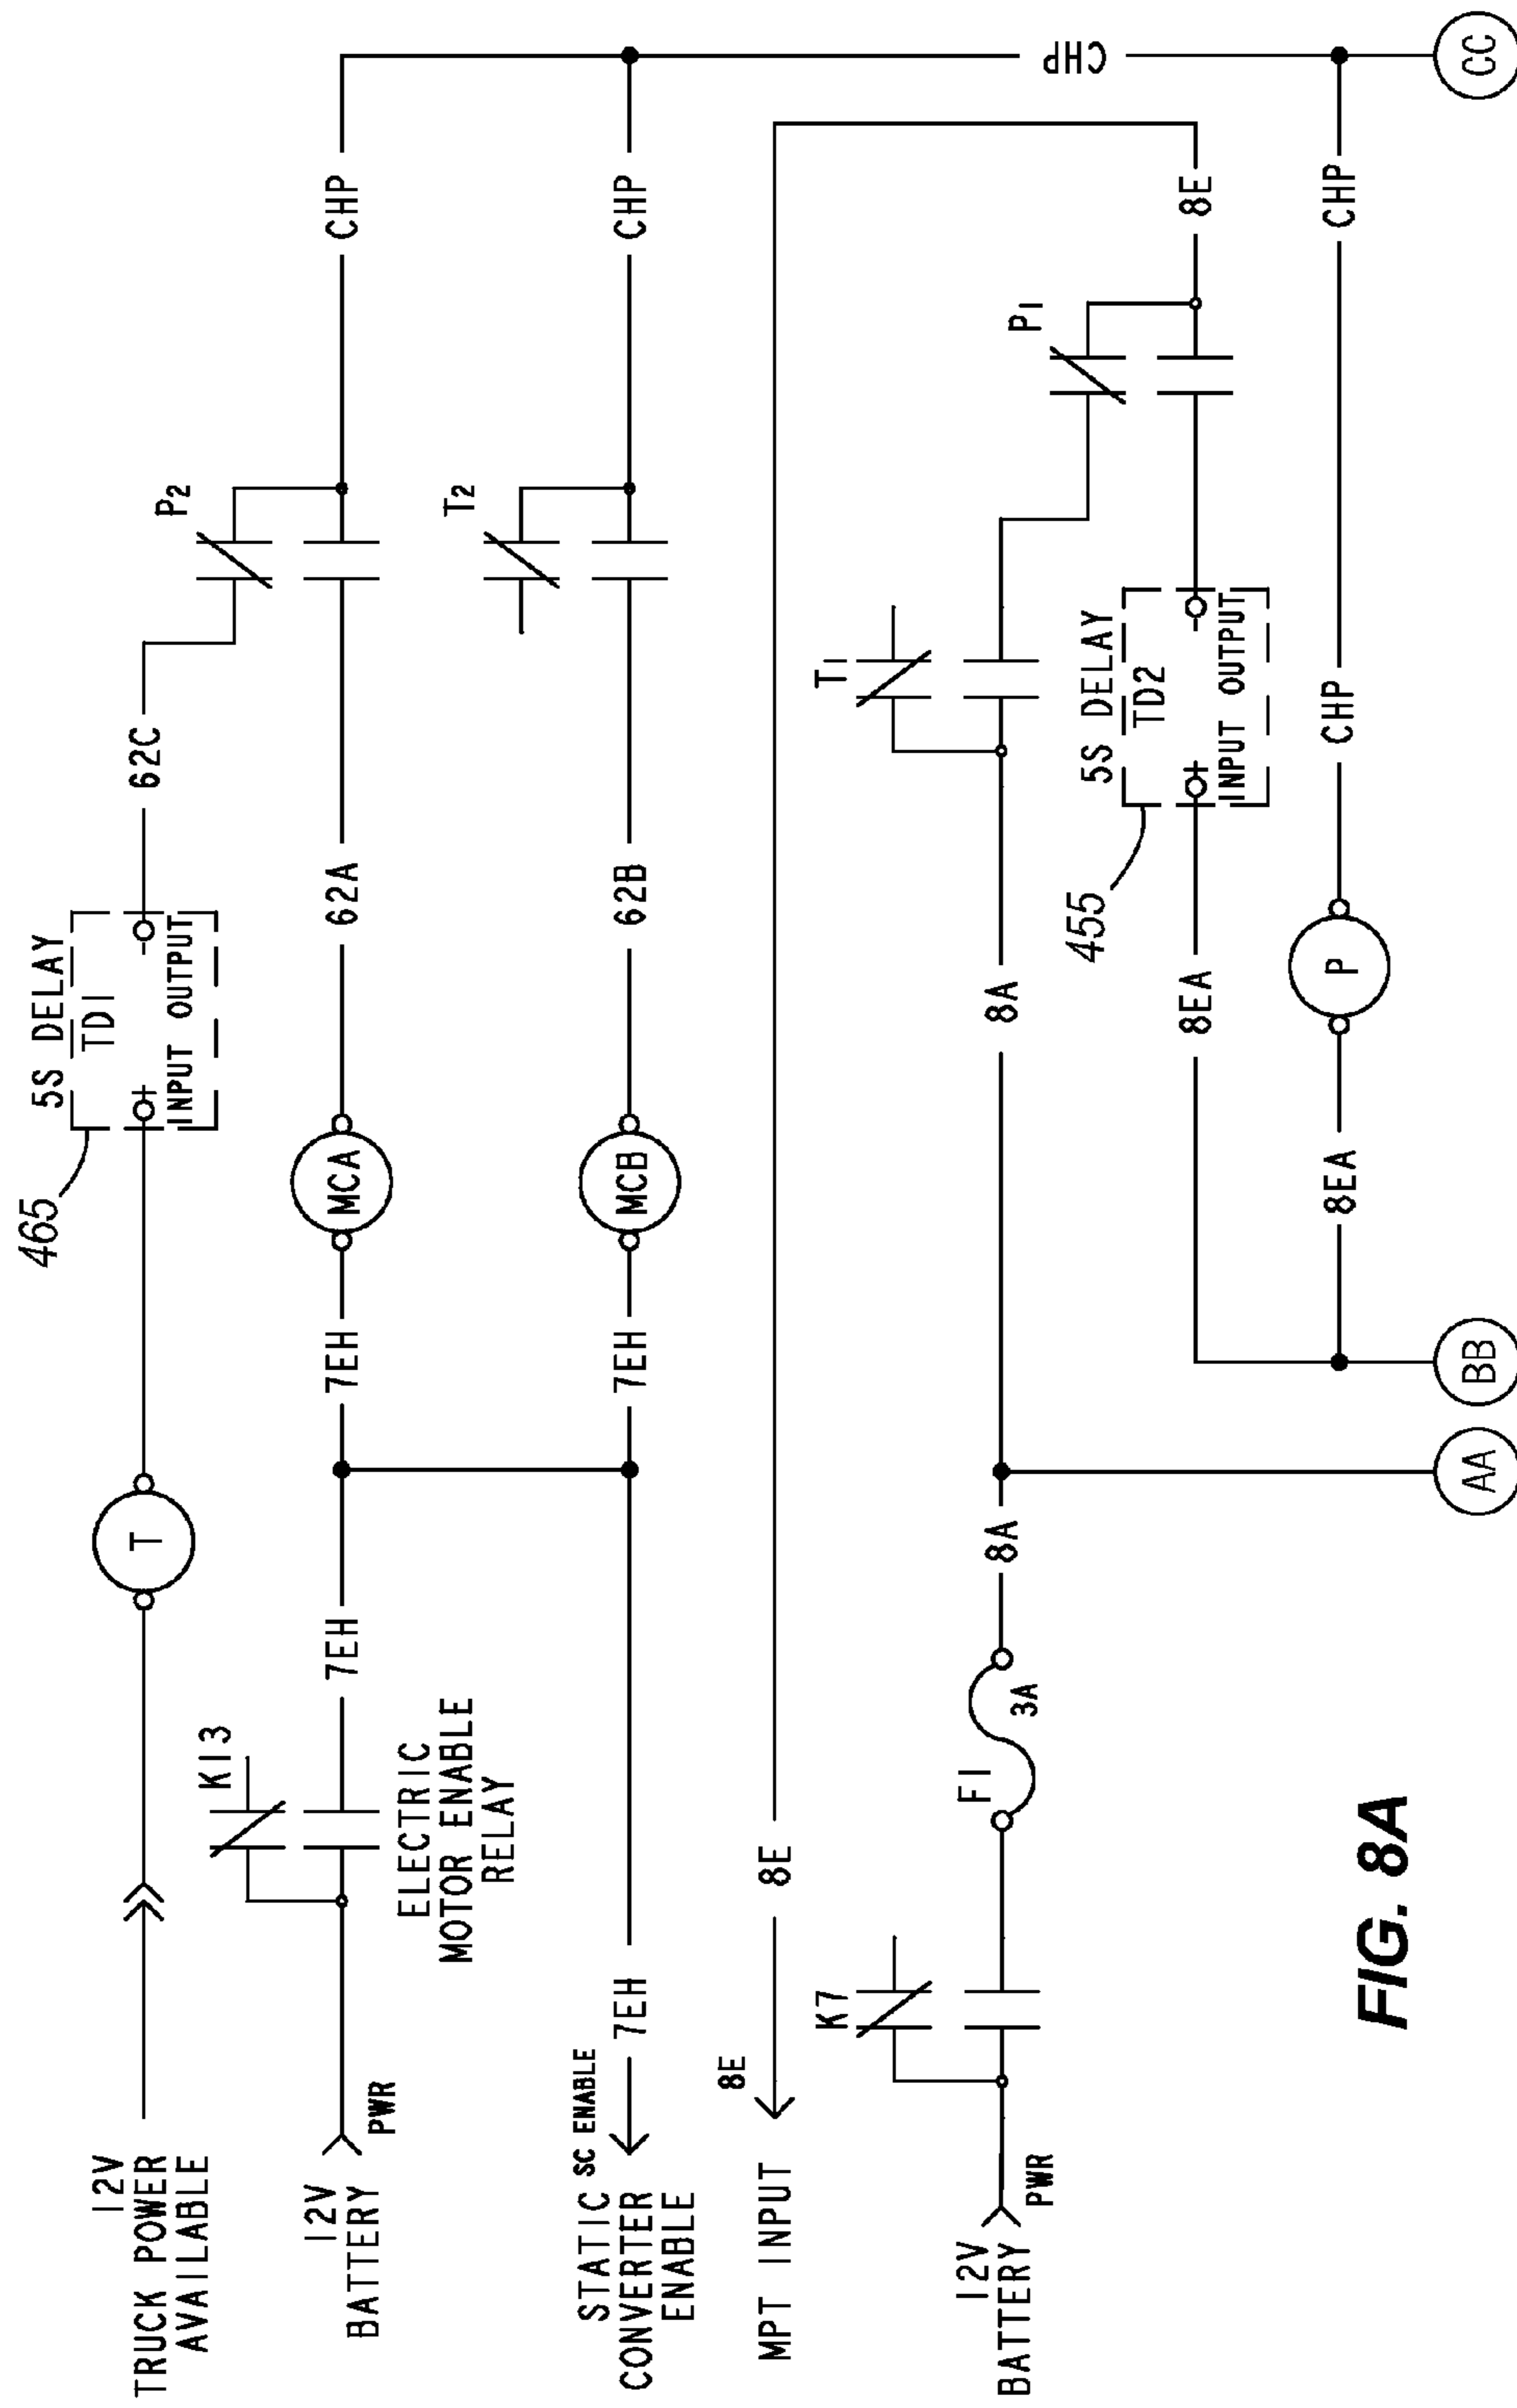 12V
TRUCK POWER
AVAILABLE
T
465
5S DELAY
TD1
+
-
INPUT OUTPUT
62C
P2
12V
BATTERY
PWR
K13
ELECTRIC
MOTOR ENABLE
RELAY
7EH
7EH
MCA
62A
CHP
STATIC
CONVERTER
ENABLE
SC ENABLE
7EH
7EH
MCB
62B
T2
CHP
MPT INPUT
8E
8E
CHP
12V
BATTERY
PWR
K7
F1
3A
8A
8A
T1
P1
8E
455
5S DELAY
TD2
+
-
INPUT OUTPUT
8EA
8EA
P
CHP
CHP
AA
BB
CC
FIG. 8A